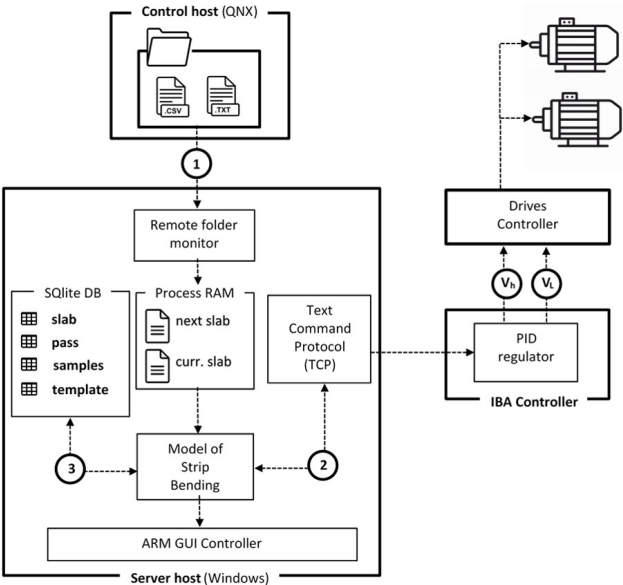 Control host (QNX)
.CSV
.TXT
1
Remote folder
monitor
SQlite DB
slab
pass
samples
template
Process RAM
next slab
curr. slab
Text
Command
Protocol
(TCP)
3
Model of
Strip
Bending
2
ARM GUI Controller
Server host (Windows)
Drives
Controller
Vh
VL
PID
regulator
IBA Controller